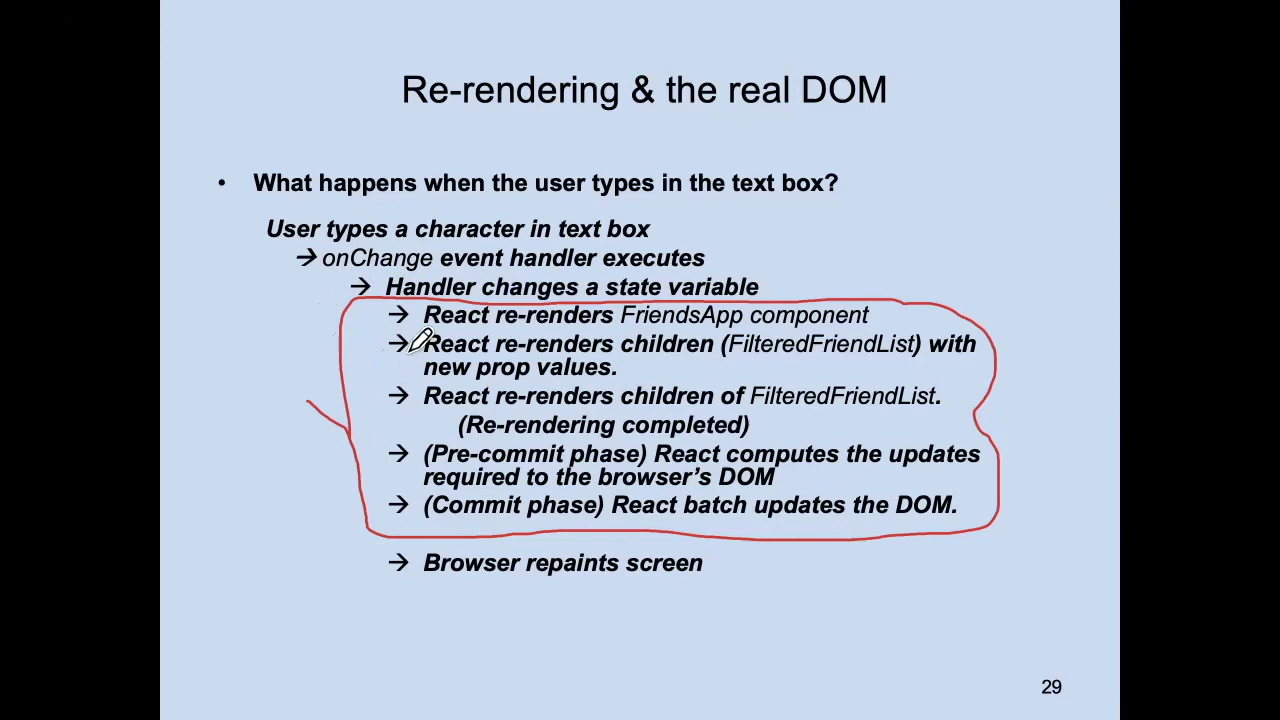 Re-rendering & the real DOM
• What happens when the user types in the text box?
User types a character in text box
→ onChange event handler executes
→ Handler changes a state variable
→ React re-renders FriendsApp component
→ React re-renders children (FilteredFriendList) with
new prop values.
→ React re-renders children of FilteredFriendList.
(Re-rendering completed)
→ (Pre-commit phase) React computes the updates
required to the browser’s DOM
→ (Commit phase) React batch updates the DOM.
→ Browser repaints screen
29